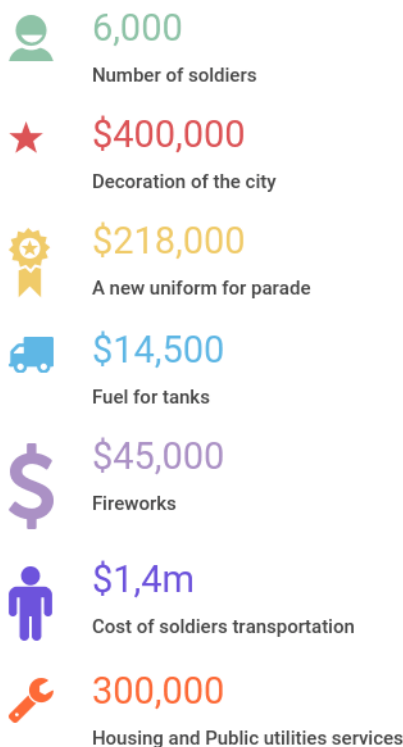 6,000
Number of soldiers
$400,000
Decoration of the city
$218,000
A new uniform for parade
$14,500
Fuel for tanks
$45,000
Fireworks
$1,4m
Cost of soldiers transportation
300,000
Housing and Public utilities services